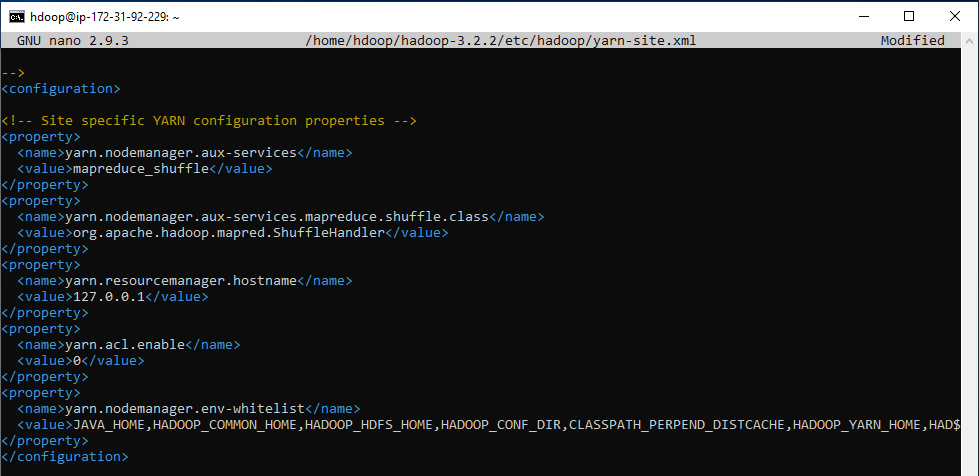 hdoop@ip-172-31-92-229: ~
GNU nano 2.9.3 /home/hdoop/hadoop-3.2.2/etc/hadoop/yarn-site.xml Modified
-->
<configuration>
<!-- Site specific YARN configuration properties -->
<property>
<name>yarn.nodemanager.aux-services</name>
<value>mapreduce_shuffle</value>
</property>
<property>
<name>yarn.nodemanager.aux-services.mapreduce.shuffle.class</name>
<value>org.apache.hadoop.mapred.ShuffleHandler</value>
</property>
<property>
<name>yarn.resourcemanager.hostname</name>
<value>127.0.0.1</value>
</property>
<property>
<name>yarn.acl.enable</name>
<value>0</value>
</property>
<property>
<name>yarn.nodemanager.env-whitelist</name>
<value>JAVA_HOME,HADOOP_COMMON_HOME,HADOOP_HDFS_HOME,HADOOP_CONF_DIR,CLASSPATH_PERPEND_DISTCACHE,HADOOP_YARN_HOME,HAD$
</property>
</configuration>